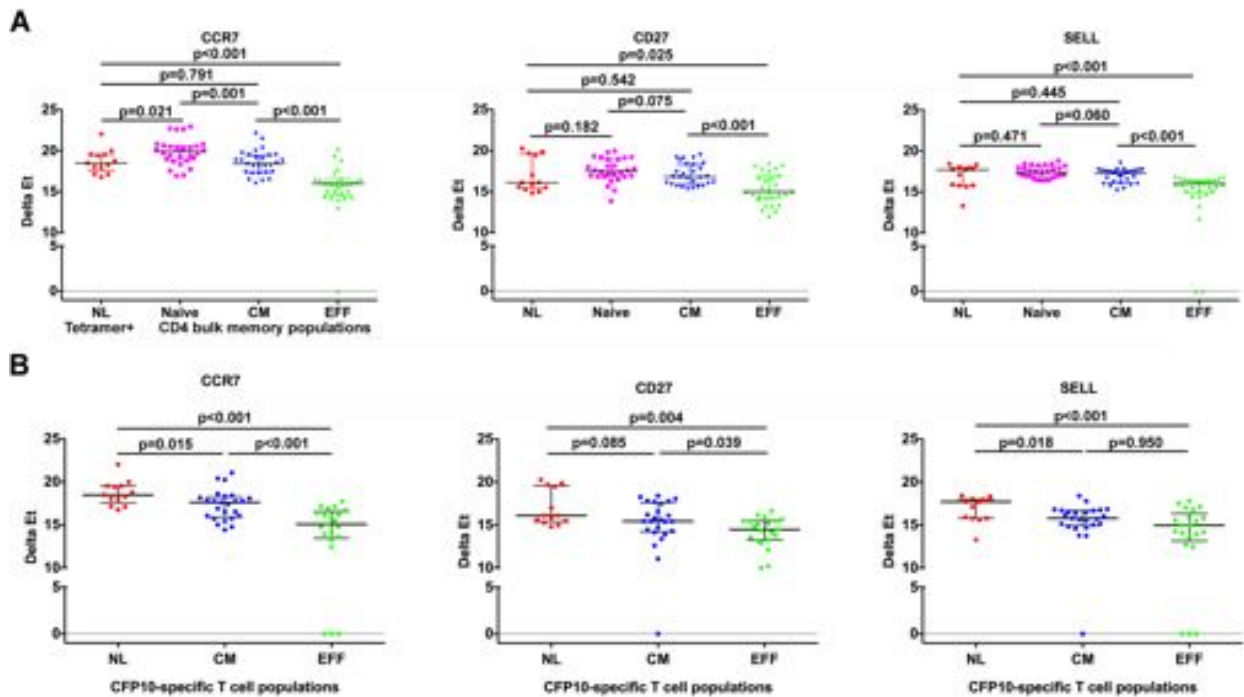 A
CCR7
p<0.001
p=0.791
p=0.001
p=0.021
p<0.001
25
20
15
10
5
0
Delta Et
NL
Naive
CM
EFF
Tetramer+
CD4 bulk memory populations
CD27
p=0.025
p=0.542
p=0.075
p=0.182
p<0.001
25
20
15
10
5
0
Delta Et
NL
Naive
CM
EFF
SELL
p<0.001
p=0.445
p=0.060
p=0.471
p<0.001
25
20
15
10
5
0
Delta Et
NL
Naive
CM
EFF
B
CCR7
p<0.001
p=0.015
p<0.001
25
20
15
10
5
0
Delta Et
NL
CM
EFF
CFP10-specific T cell populations
CD27
p=0.004
p=0.085
p=0.039
25
20
15
10
5
0
Delta Et
NL
CM
EFF
CFP10-specific T cell populations
SELL
p<0.001
p=0.018
p=0.950
25
20
15
10
5
0
Delta Et
NL
CM
EFF
CFP10-specific T cell populations